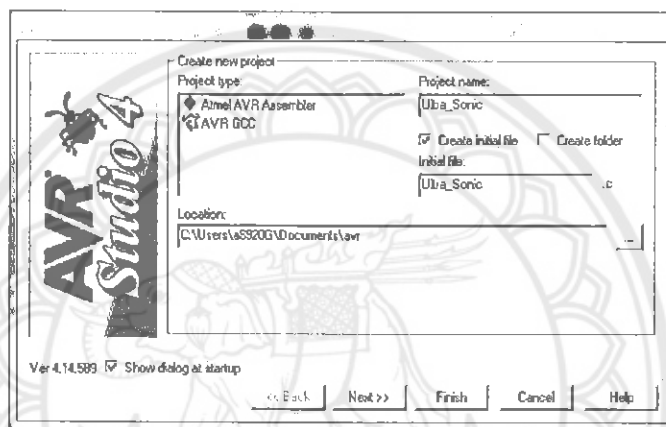 AVR Studio 4
Create new project
Project type:
Atmel AVR Assembler
AVR GCC
Project name:
Ulba_Sonic
Create initial file
Create folder
Initial file:
Ulba_Sonic
.c
Location:
C:\Users\aS920G\Documents\avr
...
Ver 4.14.589
Show dialog at startup
<< Back
Next >>
Finish
Cancel
Help